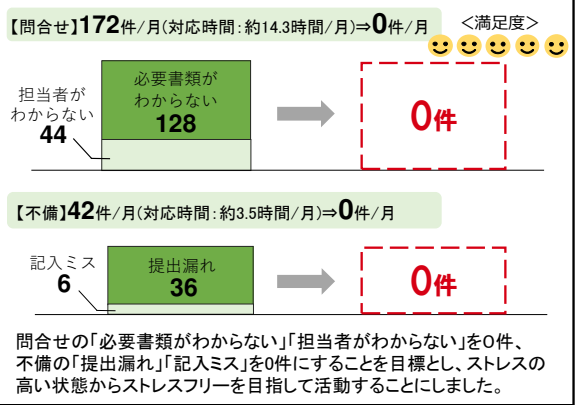 【問合せ】172件/月(対応時間:約14.3時間/月)⇒0件/月
<満足度>
必要書類が
わからない
128
担当者が
わからない
44
0件
【不備】42件/月(対応時間:約3.5時間/月)⇒0件/月
記入ミス
6
提出漏れ
36
0件
問合せの「必要書類がわからない」「担当者がわからない」を0件、
不備の「提出漏れ」「記入ミス」を0件にすることを目標とし、ストレスの
高い状態からストレスフリーを目指して活動することにしました。